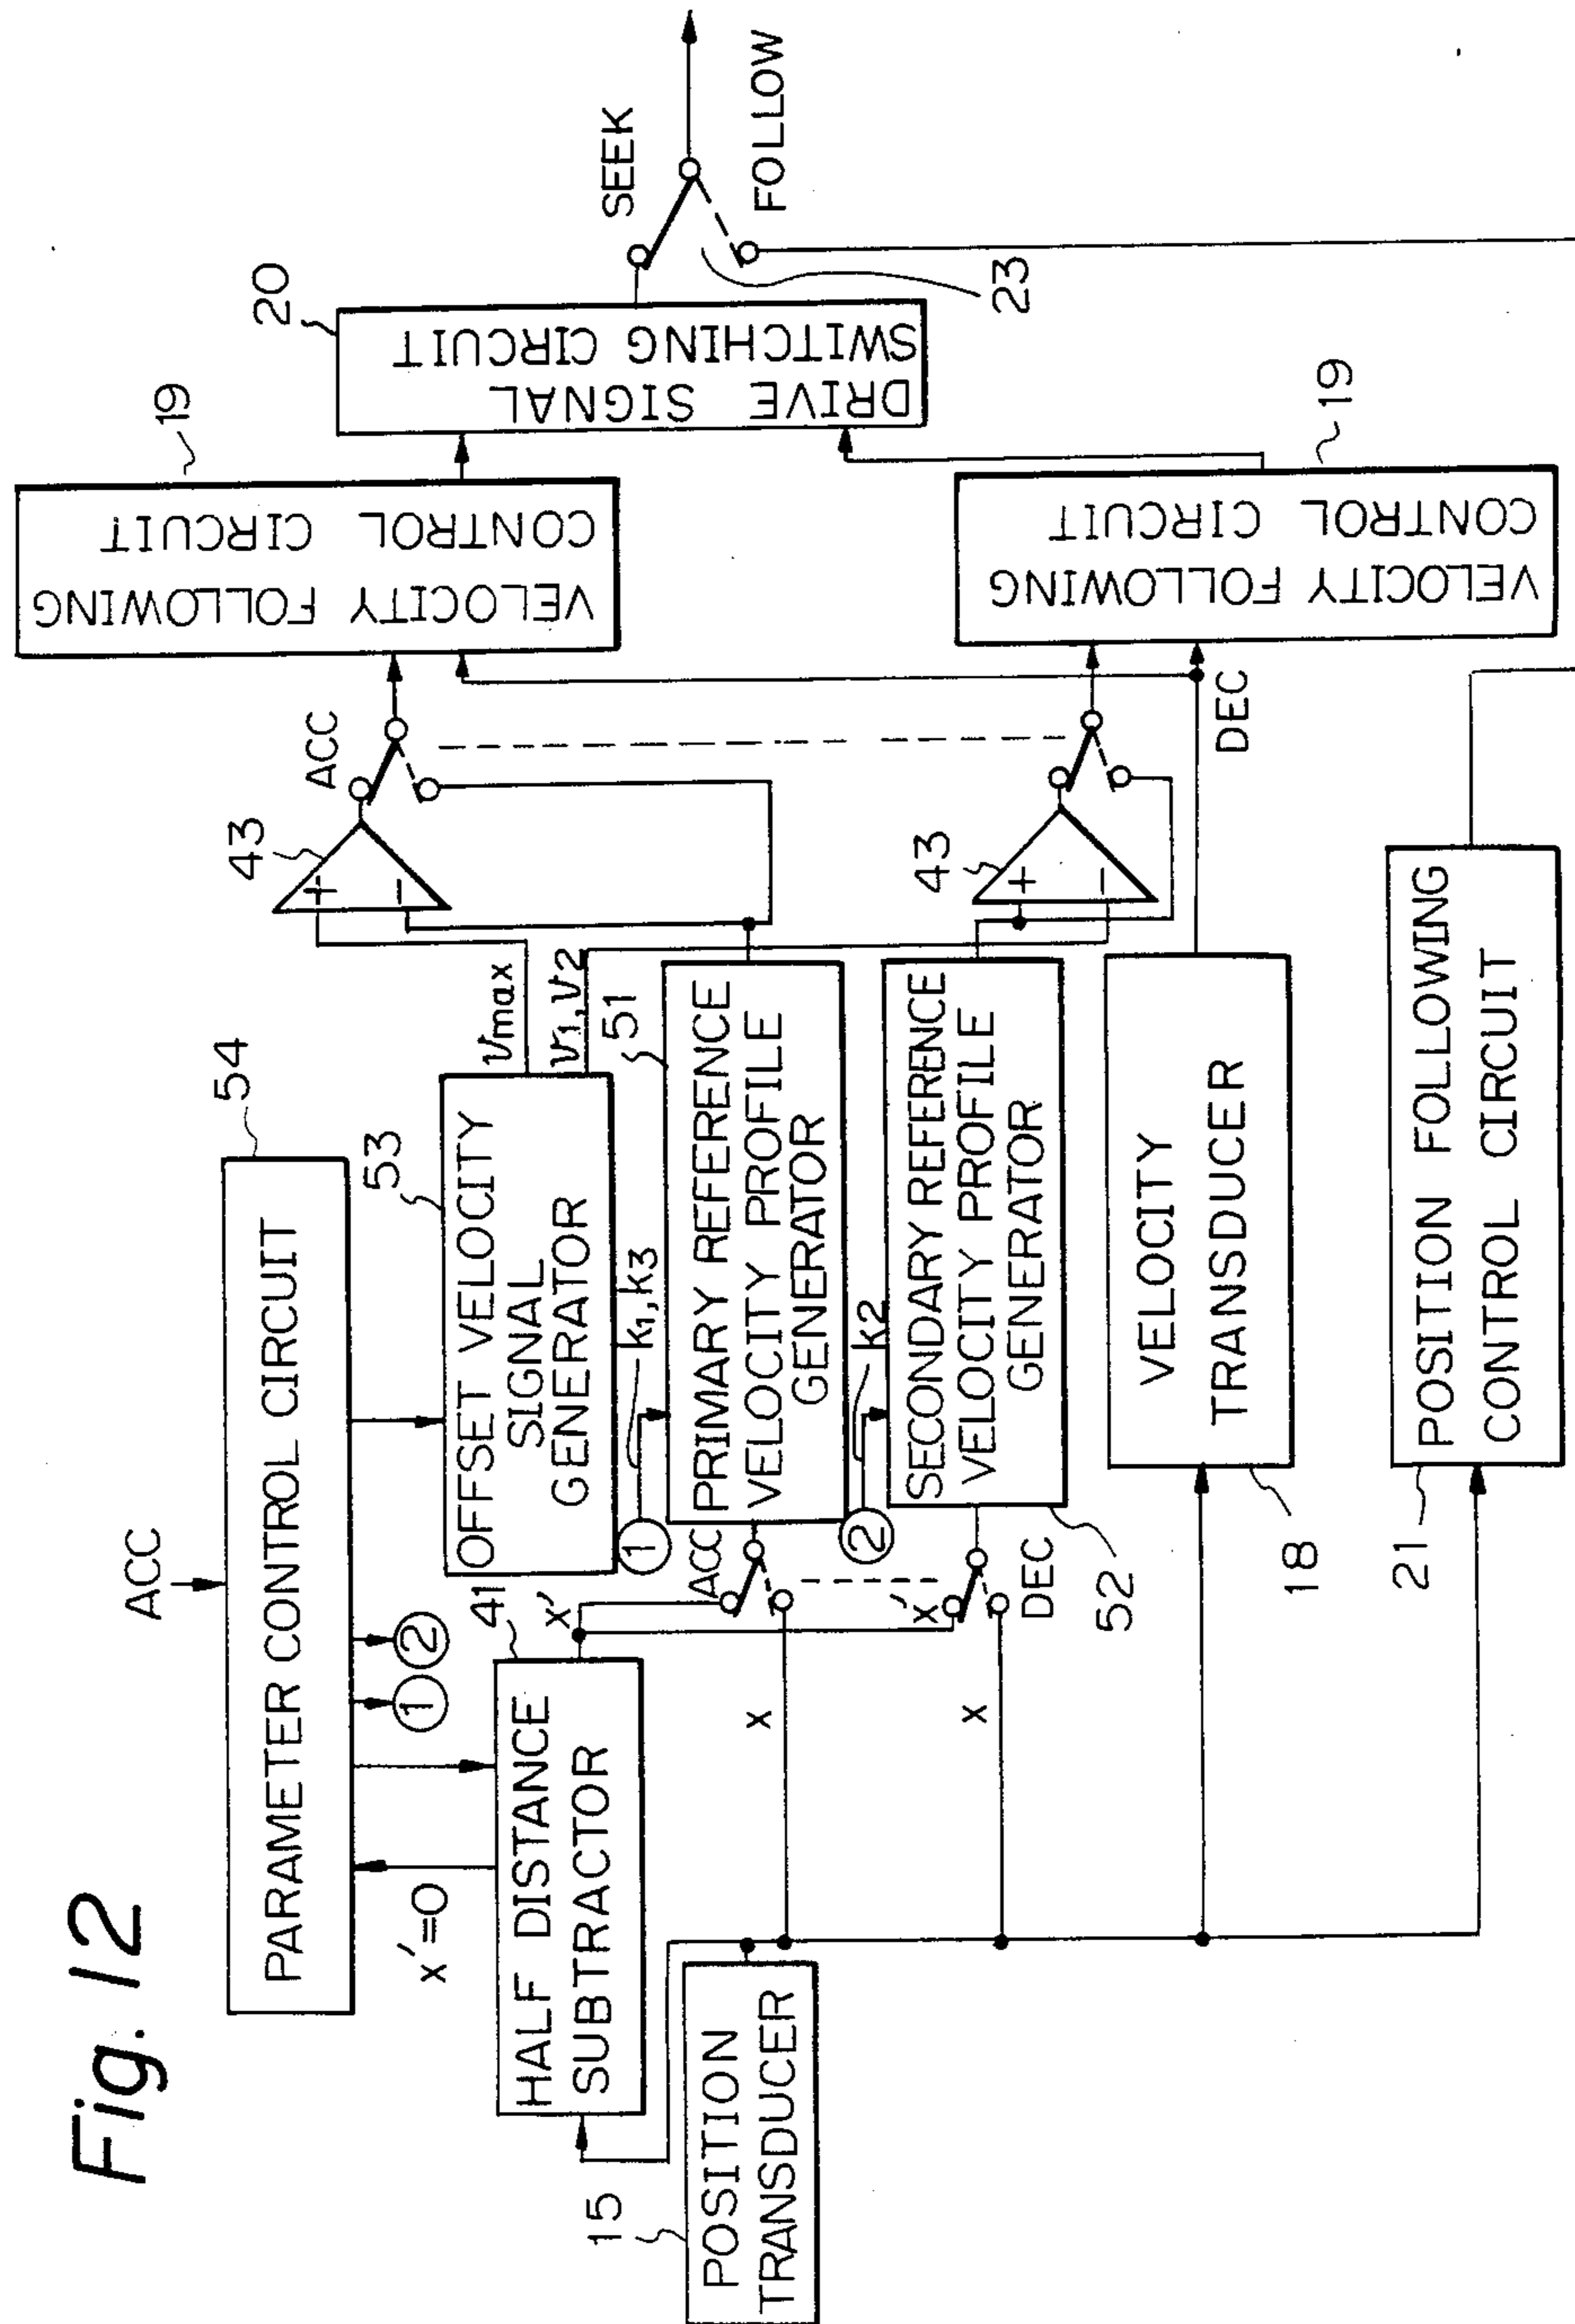 Fig. 12
ACC
54
PARAMETER CONTROL CIRCUIT
x'=0
1
2
41
HALF DISTANCE
SUBTRACTOR
x'
53
OFFSET VELOCITY
SIGNAL
GENERATOR
vmax
v1,v2
1
k1,k3
51
PRIMARY REFERENCE
VELOCITY PROFILE
GENERATOR
ACC
x
2
k2
SECONDARY REFERENCE
VELOCITY PROFILE
GENERATOR
52
x'
DEC
x
15
POSITION
TRANSDUCER
VELOCITY
TRANSDUCER
18
21
POSITION FOLLOWING
CONTROL CIRCUIT
43
+
−
ACC
43
+
−
DEC
19
VELOCITY FOLLOWING
CONTROL CIRCUIT
19
VELOCITY FOLLOWING
CONTROL CIRCUIT
20
DRIVE SIGNAL
SWITCHING CIRCUIT
SEEK
FOLLOW
23